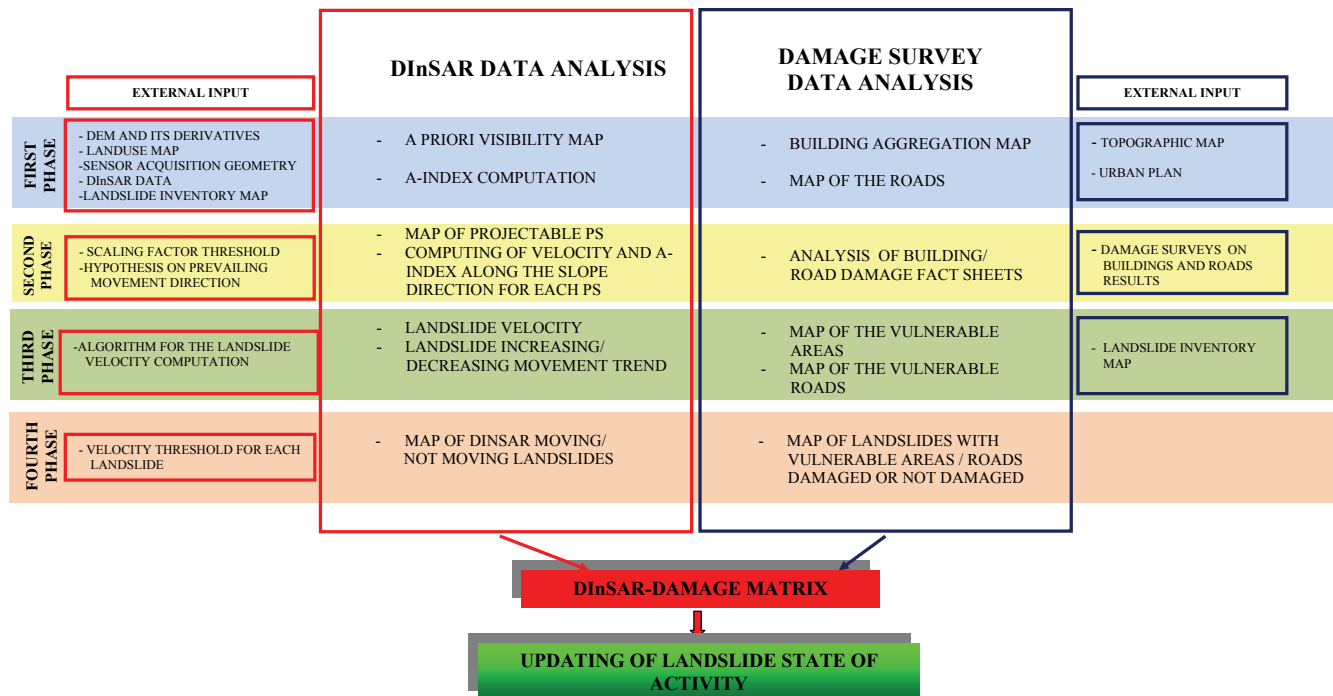 DInSAR DATA ANALYSIS
DAMAGE SURVEY
DATA ANALYSIS
EXTERNAL INPUT
EXTERNAL INPUT
FIRST
PHASE
- DEM AND ITS DERIVATIVES
- LANDUSE MAP
-SENSOR ACQUISITION GEOMETRY
- DInSAR DATA
-LANDSLIDE INVENTORY MAP
- A PRIORI VISIBILITY MAP
- A-INDEX COMPUTATION
- BUILDING AGGREGATION MAP
- MAP OF THE ROADS
- TOPOGRAPHIC MAP
- URBAN PLAN
SECOND
PHASE
- SCALING FACTOR THRESHOLD
-HYPOTHESIS ON PREVAILING
MOVEMENT DIRECTION
- MAP OF PROJECTABLE PS
- COMPUTING OF VELOCITY AND A-
INDEX ALONG THE SLOPE
DIRECTION FOR EACH PS
- ANALYSIS OF BUILDING/
ROAD DAMAGE FACT SHEETS
- DAMAGE SURVEYS ON
BUILDINGS AND ROADS
RESULTS
THIRD
PHASE
-ALGORITHM FOR THE LANDSLIDE
VELOCITY COMPUTATION
- LANDSLIDE VELOCITY
- LANDSLIDE INCREASING/
DECREASING MOVEMENT TREND
- MAP OF THE VULNERABLE
AREAS
- MAP OF THE VULNERABLE
ROADS
- LANDSLIDE INVENTORY
MAP
FOURTH
PHASE
- VELOCITY THRESHOLD FOR EACH
LANDSLIDE
- MAP OF DINSAR MOVING/
NOT MOVING LANDSLIDES
- MAP OF LANDSLIDES WITH
VULNERABLE AREAS / ROADS
DAMAGED OR NOT DAMAGED
DInSAR-DAMAGE MATRIX
UPDATING OF LANDSLIDE STATE OF
ACTIVITY